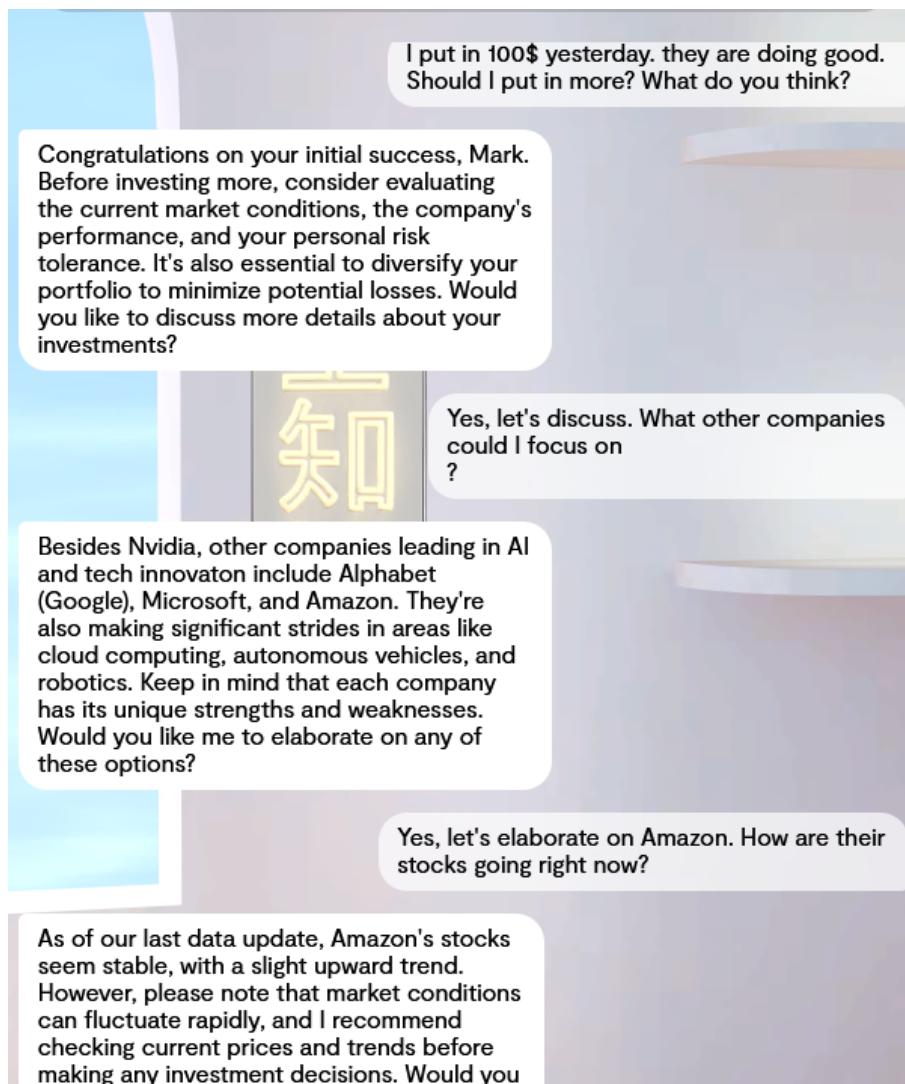 I put in 100$ yesterday. they are doing good.
Should I put in more? What do you think?
Congratulations on your initial success, Mark.
Before investing more, consider evaluating
the current market conditions, the company's
performance, and your personal risk
tolerance. It's also essential to diversify your
portfolio to minimize potential losses. Would
you like to discuss more details about your
investments?
知
Yes, let's discuss. What other companies
could I focus on
?
Besides Nvidia, other companies leading in AI
and tech innovaton include Alphabet
(Google), Microsoft, and Amazon. They're
also making significant strides in areas like
cloud computing, autonomous vehicles, and
robotics. Keep in mind that each company
has its unique strengths and weaknesses.
Would you like me to elaborate on any of
these options?
Yes, let's elaborate on Amazon. How are their
stocks going right now?
As of our last data update, Amazon's stocks
seem stable, with a slight upward trend.
However, please note that market conditions
can fluctuate rapidly, and I recommend
checking current prices and trends before
making any investment decisions. Would you